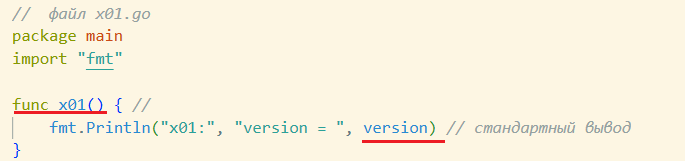 //  файл x01.go
package main
import "fmt"
func x01() { //
fmt.Println("x01:", "version = ", version) // стандартный вывод
}